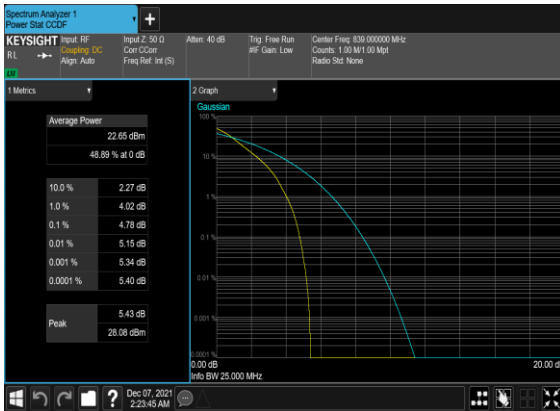 Spectrum Analyzer 1
Power Stat CCDF
KEYSIGHT
RL
LXI
Input: RF
Coupling: DC
Align: Auto
Input Z: 50 Ω
Corr CCorr
Freq Ref: Int (S)
Atten: 40 dB
Trig: Free Run
#IF Gain: Low
Center Freq: 839.000000 MHz
Counts: 1.00 M/1.00 Mpt
Radio Std: None
1 Metrics
Average Power
22.65 dBm
48.89 % at 0 dB
10.0 % 2.27 dB
1.0 % 4.02 dB
0.1 % 4.78 dB
0.01 % 5.15 dB
0.001 % 5.34 dB
0.0001 % 5.40 dB
Peak 5.43 dB
28.08 dBm
2 Graph
Gaussian
100 %
10 %
1 %
0.1 %
0.01 %
0.001 %
0.0001 %
0.00 dB
20.00 d
Info BW 25.000 MHz
?
Dec 07, 2021
2:23:45 AM